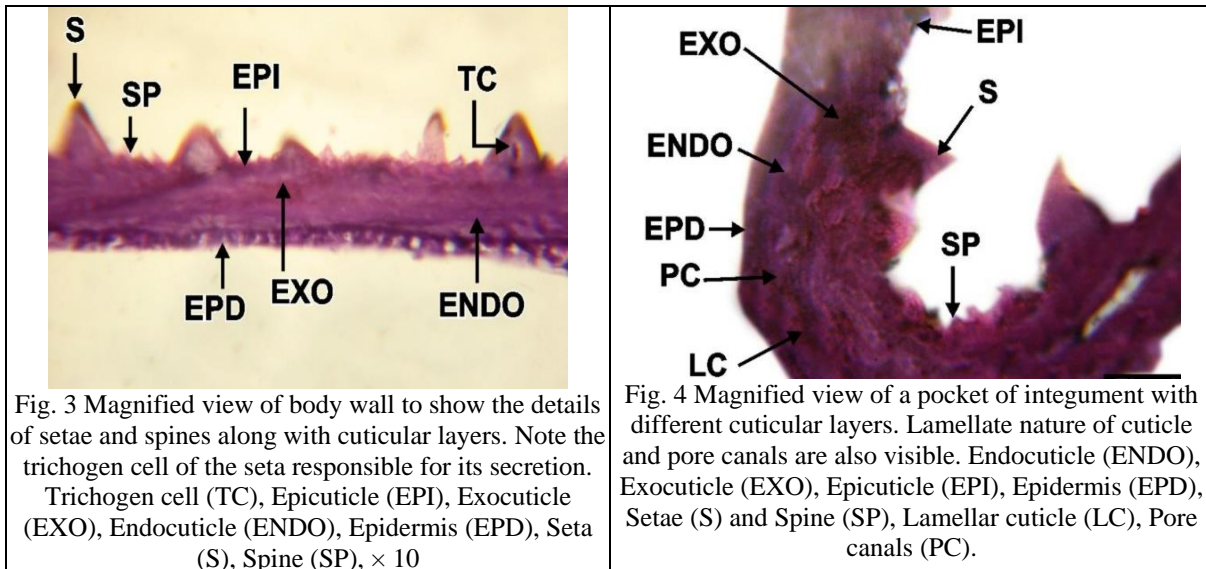 S
SP
EPI
TC
EPD
EXO
ENDO
Fig. 3 Magnified view of body wall to show the details
of setae and spines along with cuticular layers. Note the
trichogen cell of the seta responsible for its secretion.
Trichogen cell (TC), Epicuticle (EPI), Exocuticle
(EXO), Endocuticle (ENDO), Epidermis (EPD), Seta
(S), Spine (SP), × 10
EXO
EPI
S
ENDO
EPD
SP
PC
LC
Fig. 4 Magnified view of a pocket of integument with
different cuticular layers. Lamellate nature of cuticle
and pore canals are also visible. Endocuticle (ENDO),
Exocuticle (EXO), Epicuticle (EPI), Epidermis (EPD),
Setae (S) and Spine (SP), Lamellar cuticle (LC), Pore
canals (PC).